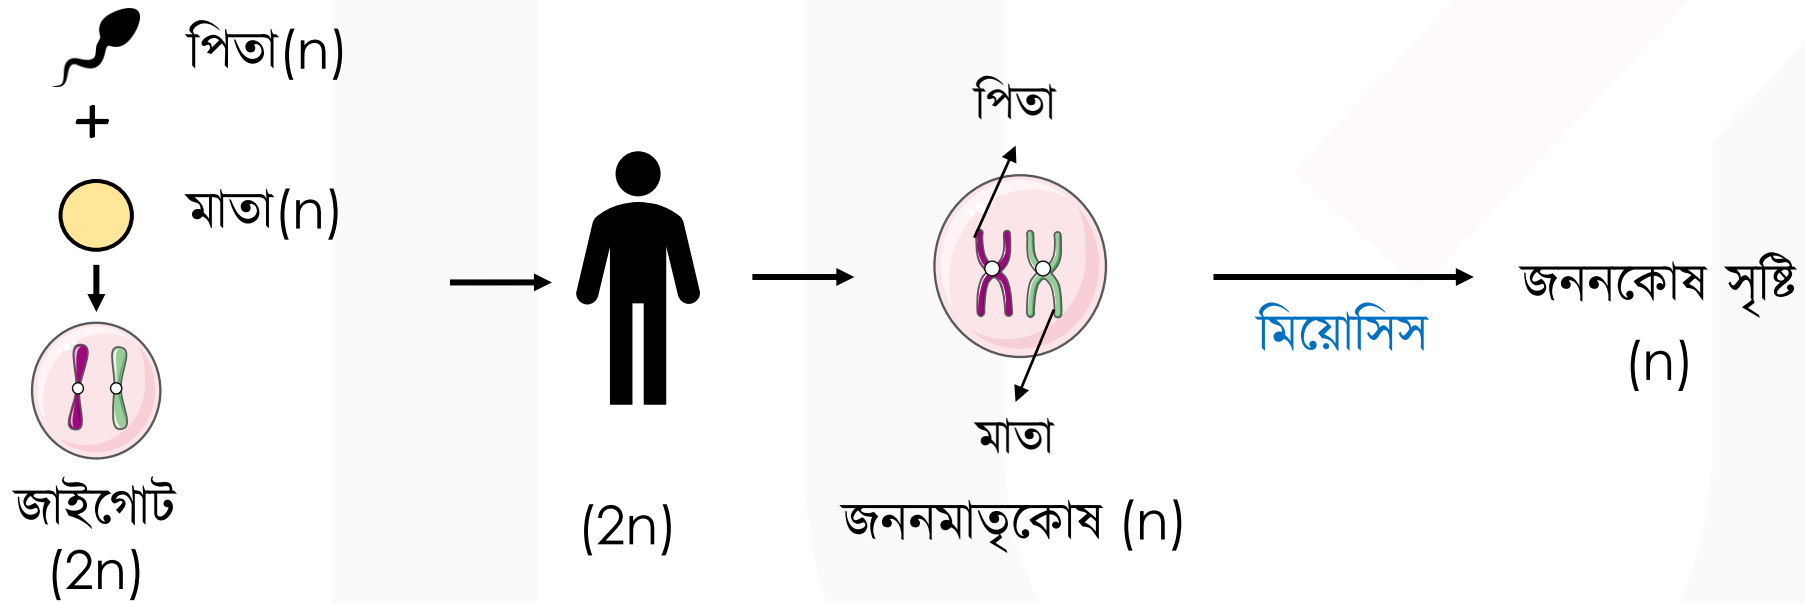 পিতা(n)
+
মাতা(n)
জাইগোট
(2n)
(2n)
পিতা
মাতা
জননমাতৃকোষ (n)
মিয়োসিস
জননকোষ সৃষ্টি
(n)